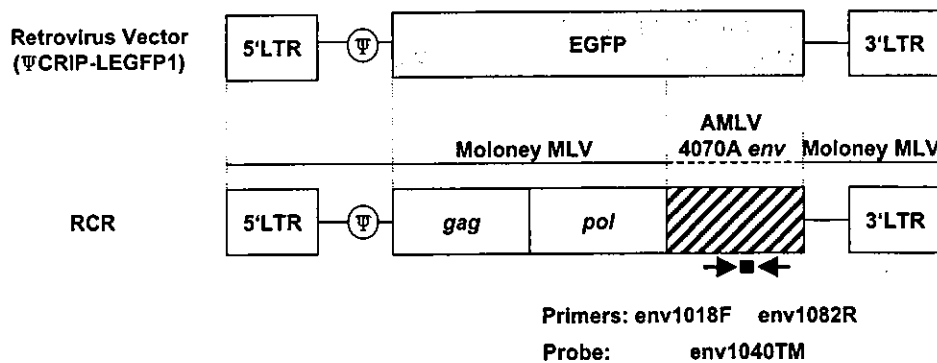 Retrovirus Vector
(ΨCRIP-LEGFP1)
5'LTR
Ψ
EGFP
3'LTR
AMLV
Moloney MLV
4070A env
Moloney MLV
RCR
5'LTR
Ψ
gag
pol
3'LTR
Primers: env1018F env1082R
Probe: env1040TM